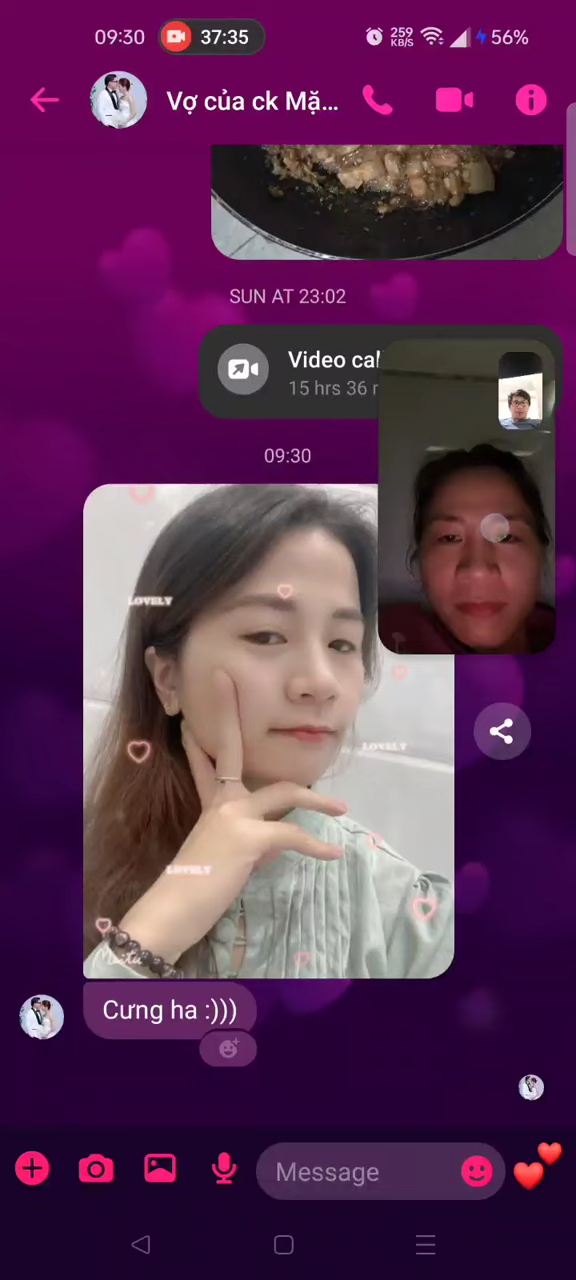 09:30
37:35
259
KB/S
56%
Vợ của ck Mặ...
SUN AT 23:02
Video cal
15 hrs 36
09:30
LOVELY
LOVELY
LOVELY
Meitu
Cưng ha :)))
Message